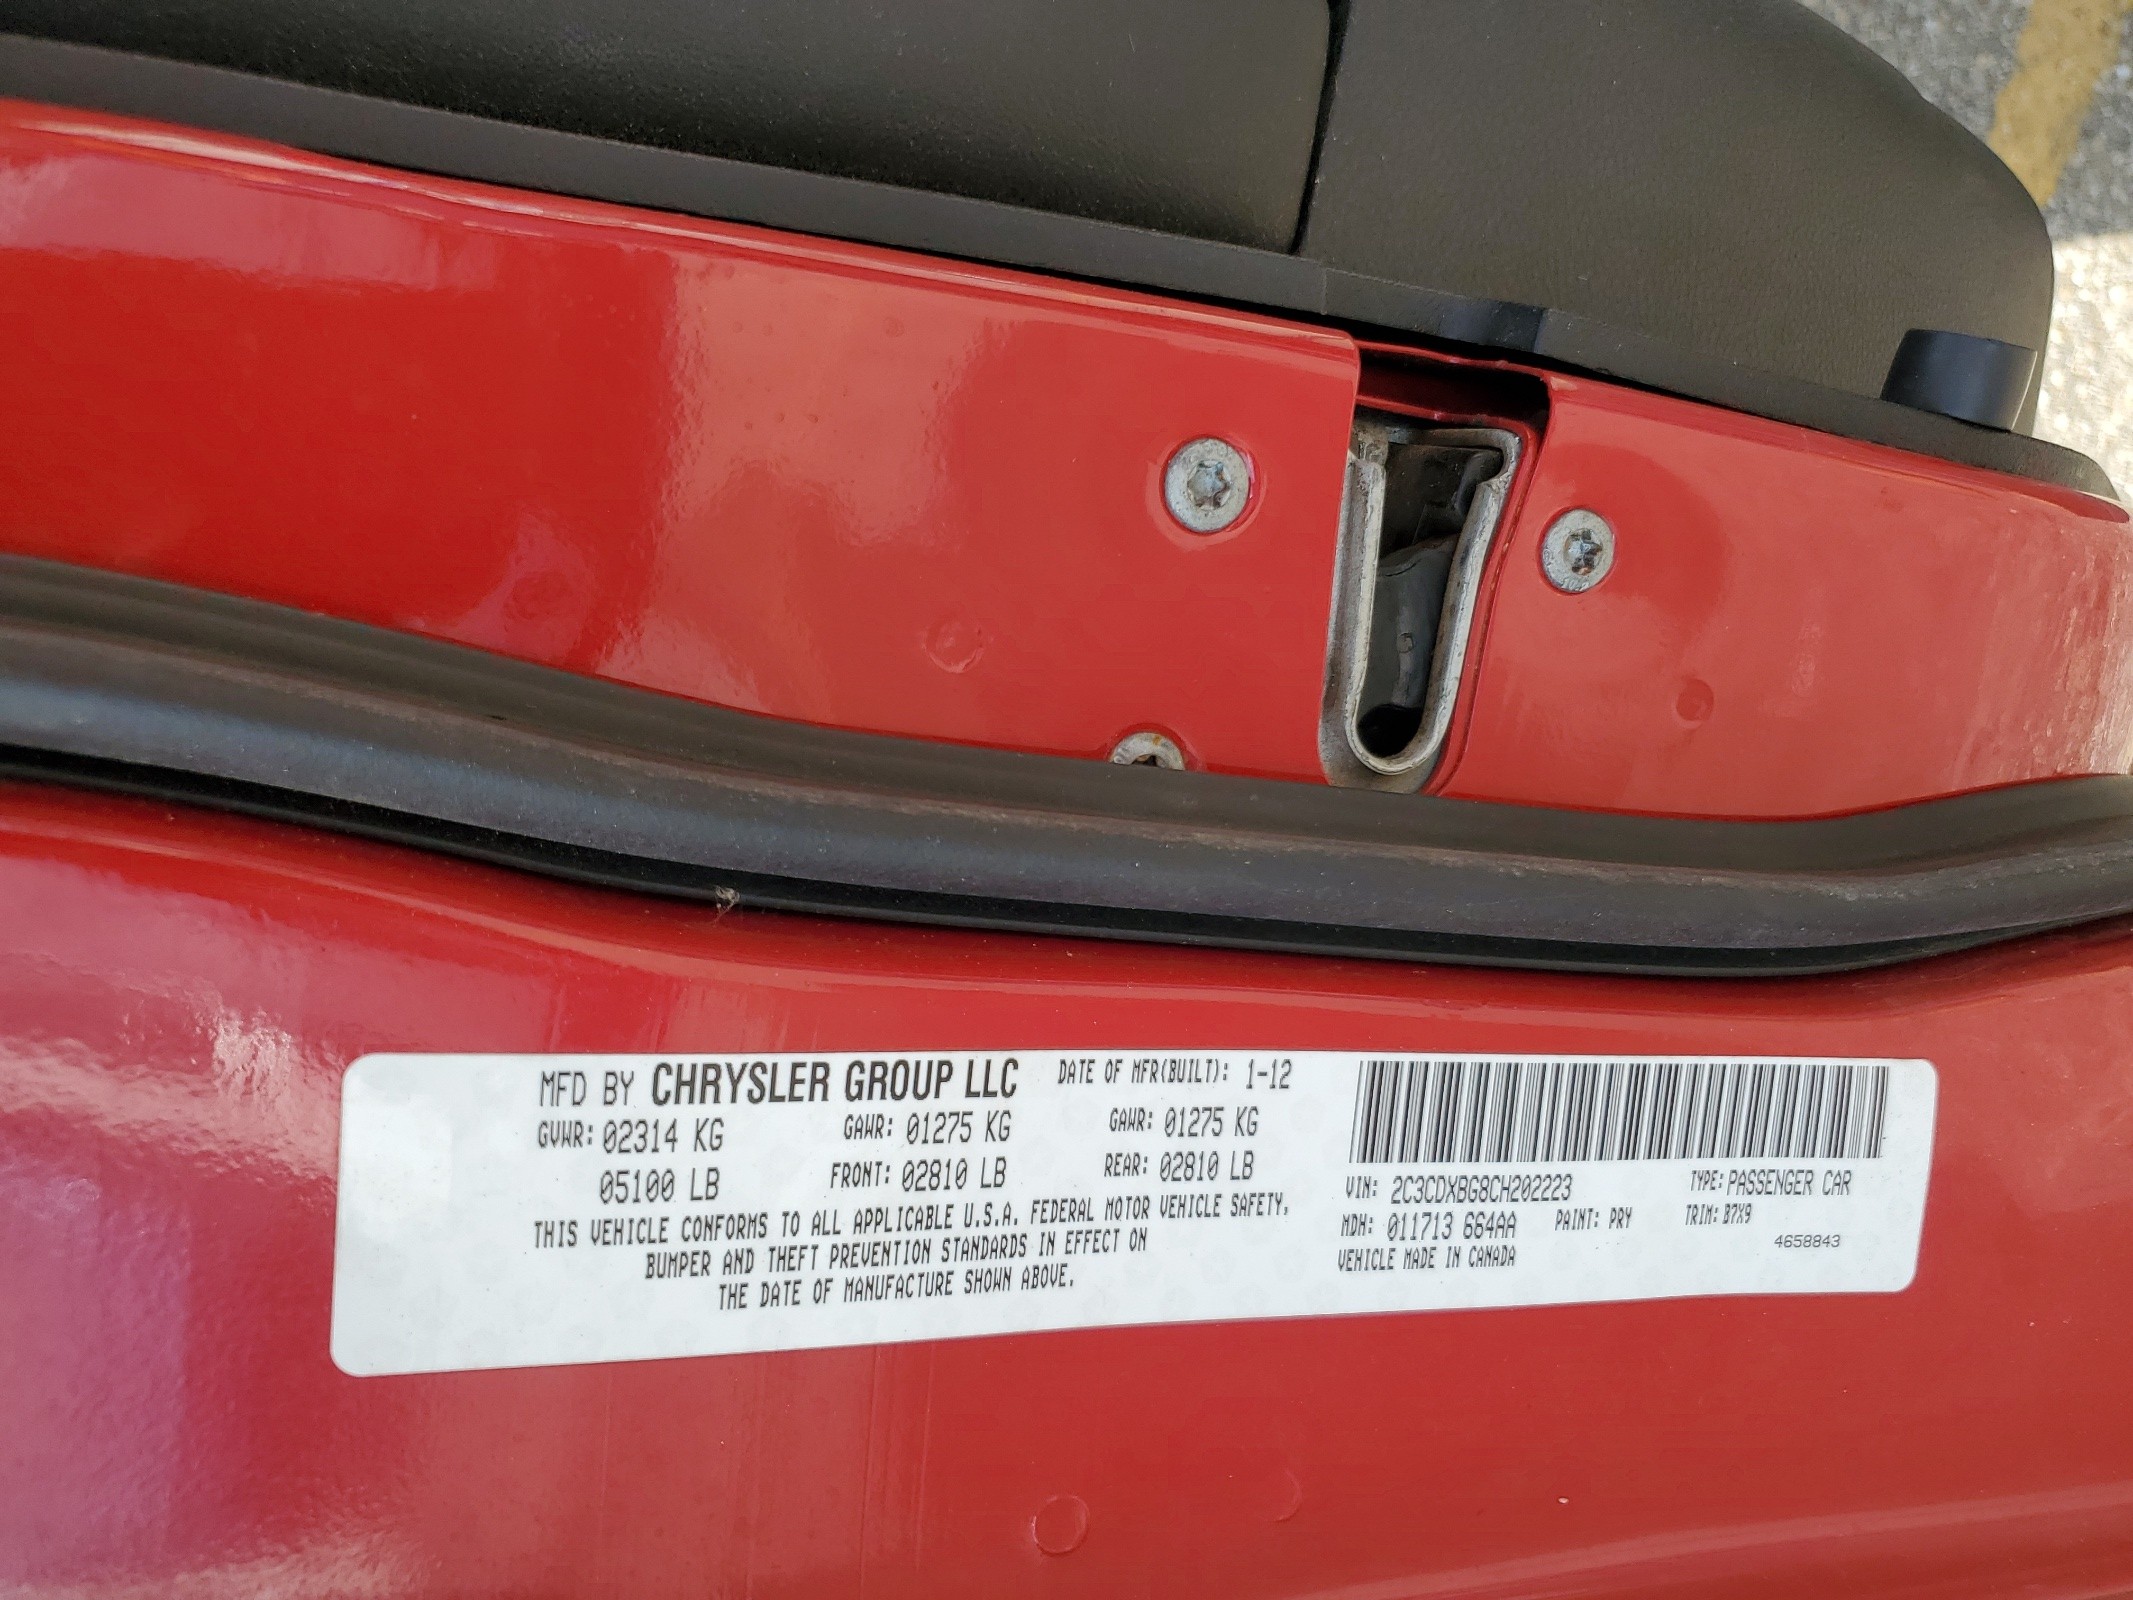 MFD BY CHRYSLER GROUP LLC DATE OF MFR(BUILT): 1-12
GVWR: 02314 KG GAWR: 01275 KG GAWR: 01275 KG
05100 LB FRONT: 02810 LB REAR: 02810 LB
THIS VEHICLE CONFORMS TO ALL APPLICABLE U.S.A. FEDERAL MOTOR VEHICLE SAFETY,
BUMPER AND THEFT PREVENTION STANDARDS IN EFFECT ON
THE DATE OF MANUFACTURE SHOWN ABOVE.
VIN: 2C3CDXBG8CH202223 TYPE: PASSENGER CAR
MDH: 011713 664AA PAINT: PRY TRIM: B7X9
VEHICLE MADE IN CANADA 4658843